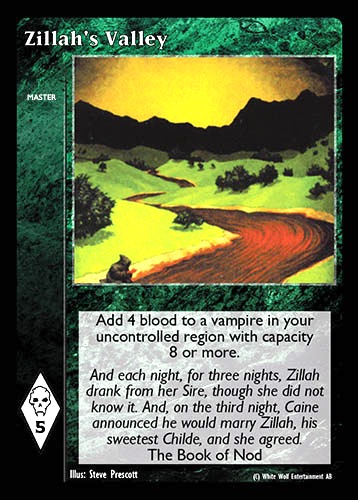 Zillah's Valley
MASTER
Add 4 blood to a vampire in your
uncontrolled region with capacity
8 or more.
And each night, for three nights, Zillah
drank from her Sire, though she did not
know it. And, on the third night, Caine
announced he would marry Zillah, his
sweetest Childe, and she agreed.
The Book of Nod
5
Illus: Steve Prescott
(C) White Wolf Entertainment AB